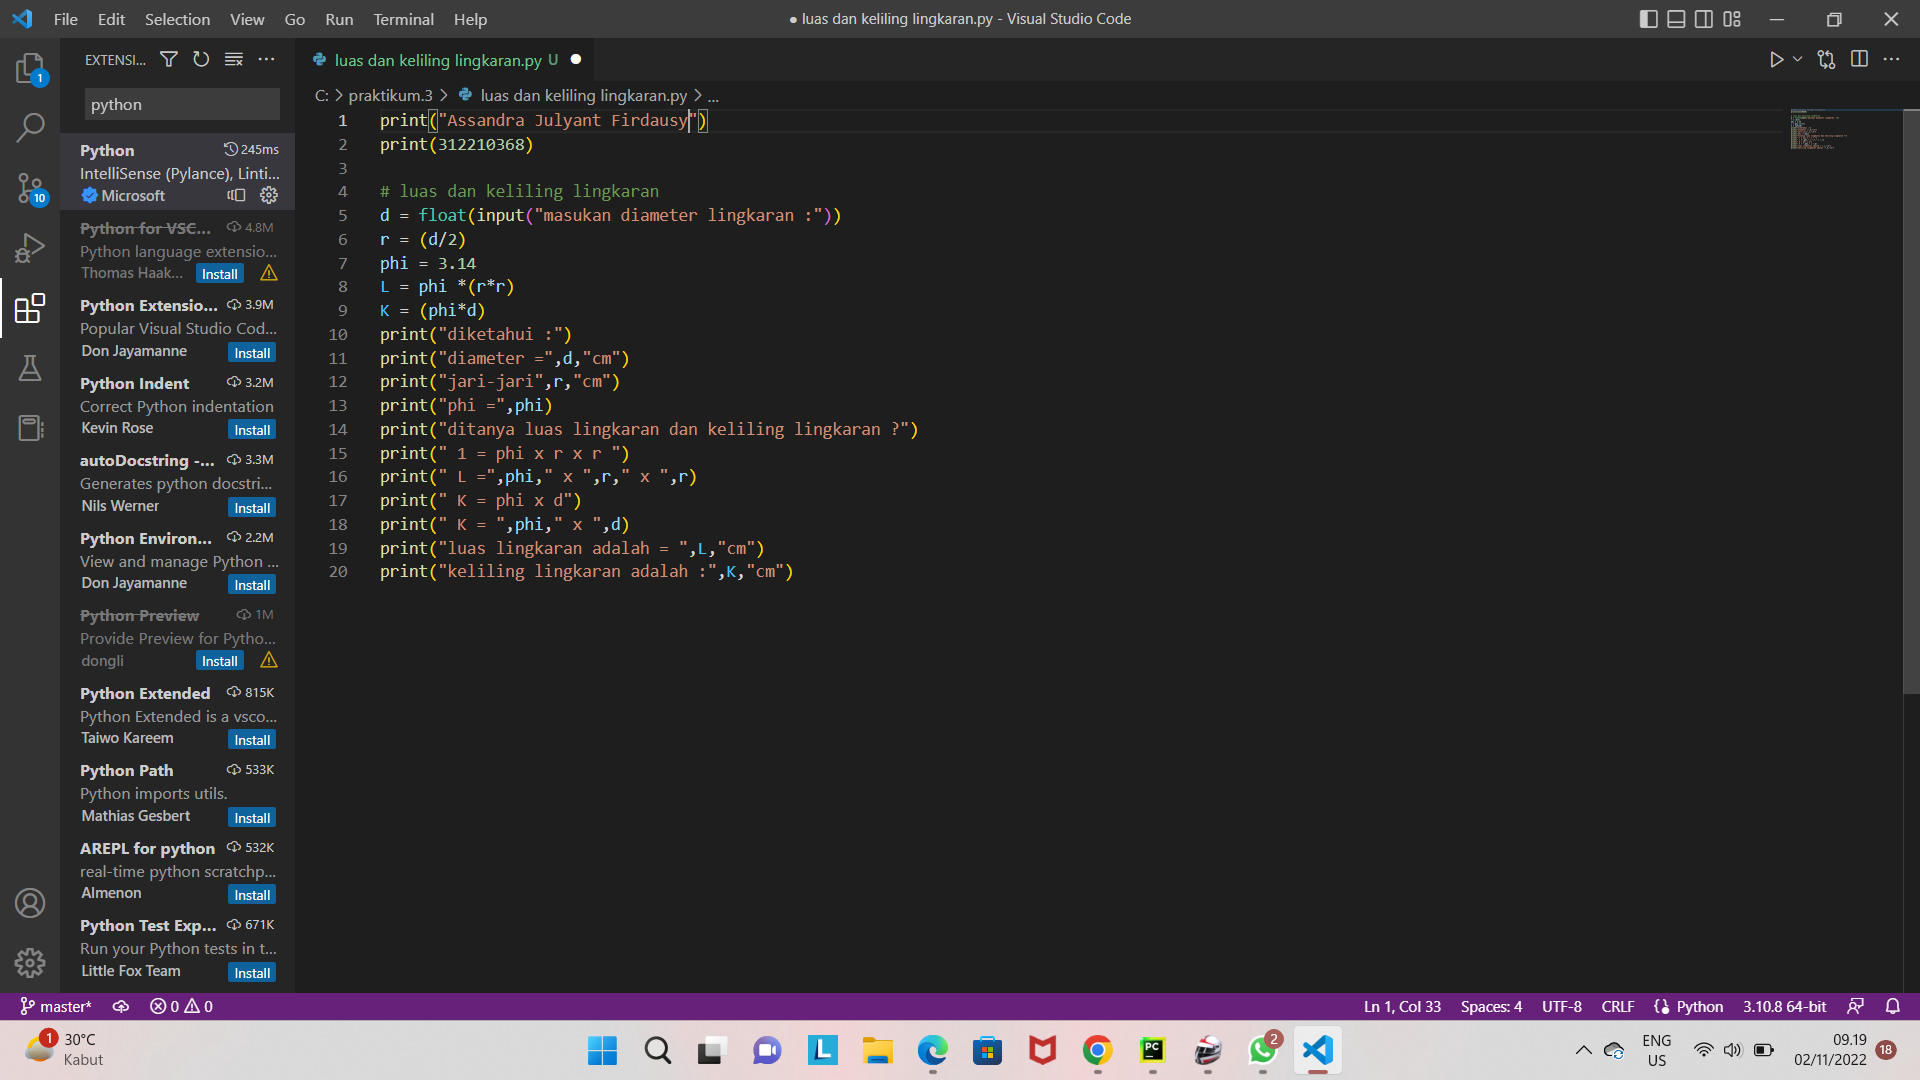 File Edit Selection View Go Run Terminal Help
● luas dan keliling lingkaran.py - Visual Studio Code
EXTENSI...
python
Python 245ms
IntelliSense (Pylance), Linti...
Microsoft
Python for VSC... 4.8M
Python language extensio...
Thomas Haak... Install
Python Extensio... 3.9M
Popular Visual Studio Cod...
Don Jayamanne Install
Python Indent 3.2M
Correct Python indentation
Kevin Rose Install
autoDocstring -... 3.3M
Generates python docstri...
Nils Werner Install
Python Environ... 2.2M
View and manage Python ...
Don Jayamanne Install
Python Preview 1M
Provide Preview for Pytho...
dongli Install
Python Extended 815K
Python Extended is a vsco...
Taiwo Kareem Install
Python Path 533K
Python imports utils.
Mathias Gesbert Install
AREPL for python 532K
real-time python scratchp...
Almenon Install
Python Test Exp... 671K
Run your Python tests in t...
Little Fox Team Install
1
10
luas dan keliling lingkaran.py U ●
C: > praktikum.3 > luas dan keliling lingkaran.py > ...
1 print("Assandra Julyant Firdausy")
2 print(312210368)
3
4 # luas dan keliling lingkaran
5 d = float(input("masukan diameter lingkaran :"))
6 r = (d/2)
7 phi = 3.14
8 L = phi *(r*r)
9 K = (phi*d)
10 print("diketahui :")
11 print("diameter =",d,"cm")
12 print("jari-jari",r,"cm")
13 print("phi =",phi)
14 print("ditanya luas lingkaran dan keliling lingkaran ?")
15 print(" 1 = phi x r x r ")
16 print(" L =",phi," x ",r," x ",r)
17 print(" K = phi x d")
18 print(" K = ",phi," x ",d)
19 print("luas lingkaran adalah = ",L,"cm")
20 print("keliling lingkaran adalah :",K,"cm")
master* 0 0
Ln 1, Col 33 Spaces: 4 UTF-8 CRLF Python 3.10.8 64-bit
1 30°C
Kabut
L
PC
2
ENG
US
09.19
02/11/2022
18